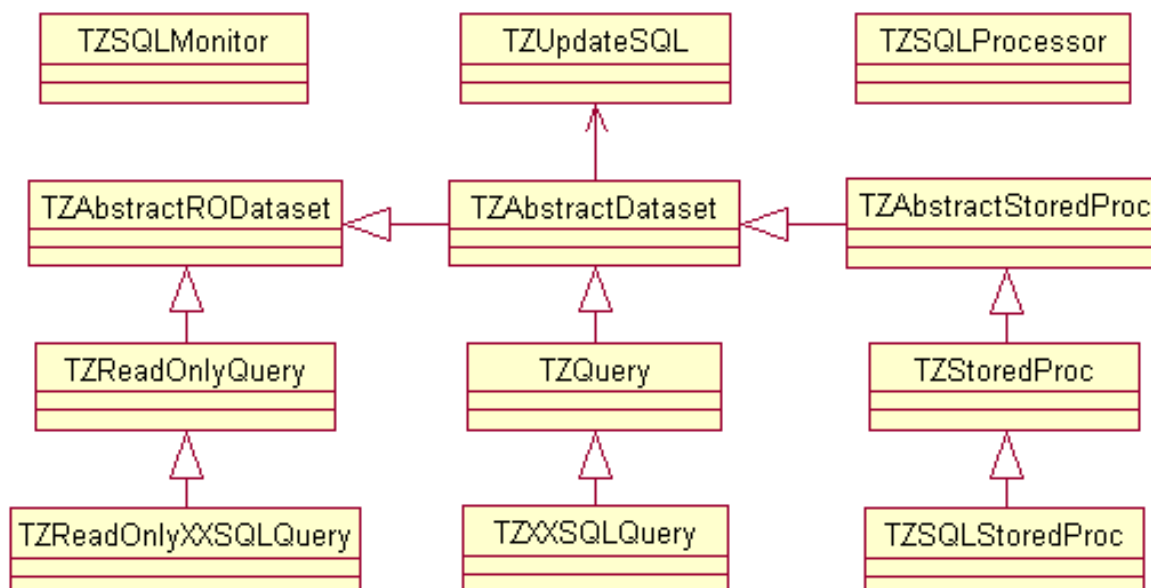 TZSQLMonitor
TZUpdateSQL
TZSQLProcessor
TZAbstractRODataset
TZAbstractDataset
TZAbstractStoredProc
TZReadOnlyQuery
TZQuery
TZStoredProc
TZReadOnlyXXSQLQuery
TZXXSQLQuery
TZSQLStoredProc